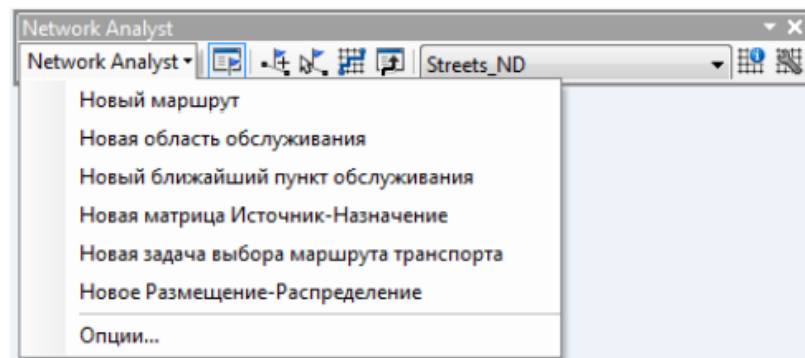 Network Analyst
Network Analyst Streets_ND
Новый маршрут
Новая область обслуживания
Новый ближайший пункт обслуживания
Новая матрица Источник-Назначение
Новая задача выбора маршрута транспорта
Новое Размещение-Распределение
Опции...